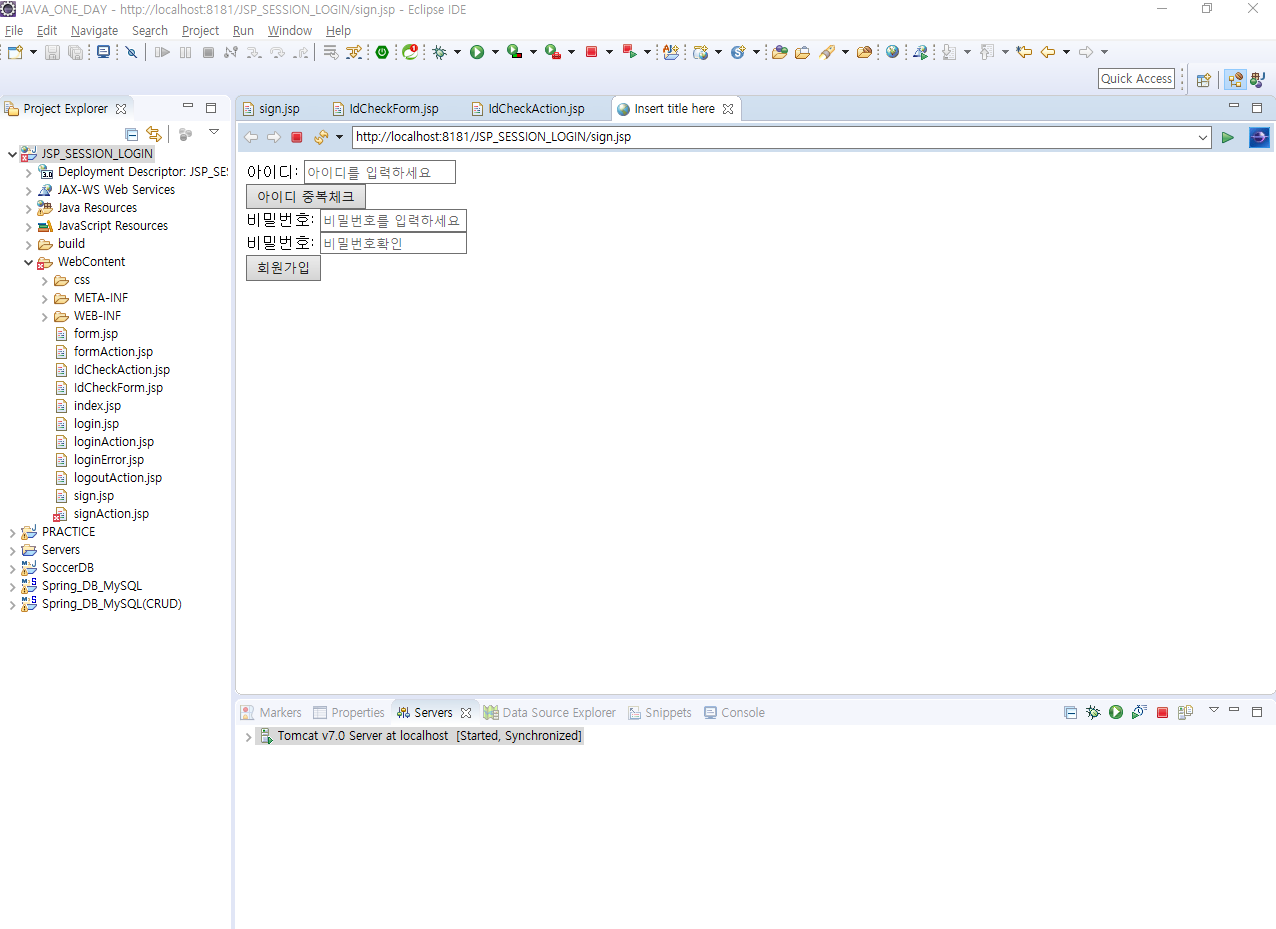 JAVA_ONE_DAY - http://localhost:8181/JSP_SESSION_LOGIN/sign.jsp - Eclipse IDE
File Edit Navigate Search Project Run Window Help
Quick Access
Project Explorer
JSP_SESSION_LOGIN
Deployment Descriptor: JSP_SE
JAX-WS Web Services
Java Resources
JavaScript Resources
build
WebContent
css
META-INF
WEB-INF
form.jsp
formAction.jsp
IdCheckAction.jsp
IdCheckForm.jsp
index.jsp
login.jsp
loginAction.jsp
loginError.jsp
logoutAction.jsp
sign.jsp
signAction.jsp
PRACTICE
Servers
SoccerDB
Spring_DB_MySQL
Spring_DB_MySQL(CRUD)
sign.jsp IdCheckForm.jsp IdCheckAction.jsp Insert title here
http://localhost:8181/JSP_SESSION_LOGIN/sign.jsp
아이디: 아이디를 입력하세요
아이디 중복체크
비밀번호: 비밀번호를 입력하세요
비밀번호: 비밀번호확인
회원가입
Markers Properties Servers Data Source Explorer Snippets Console
Tomcat v7.0 Server at localhost [Started, Synchronized]